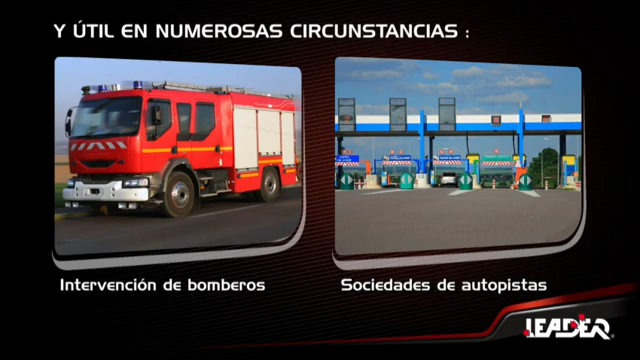 Y ÚTIL EN NUMEROSAS CIRCUNSTANCIAS :
Intervención de bomberos
Sociedades de autopistas
LEADER®